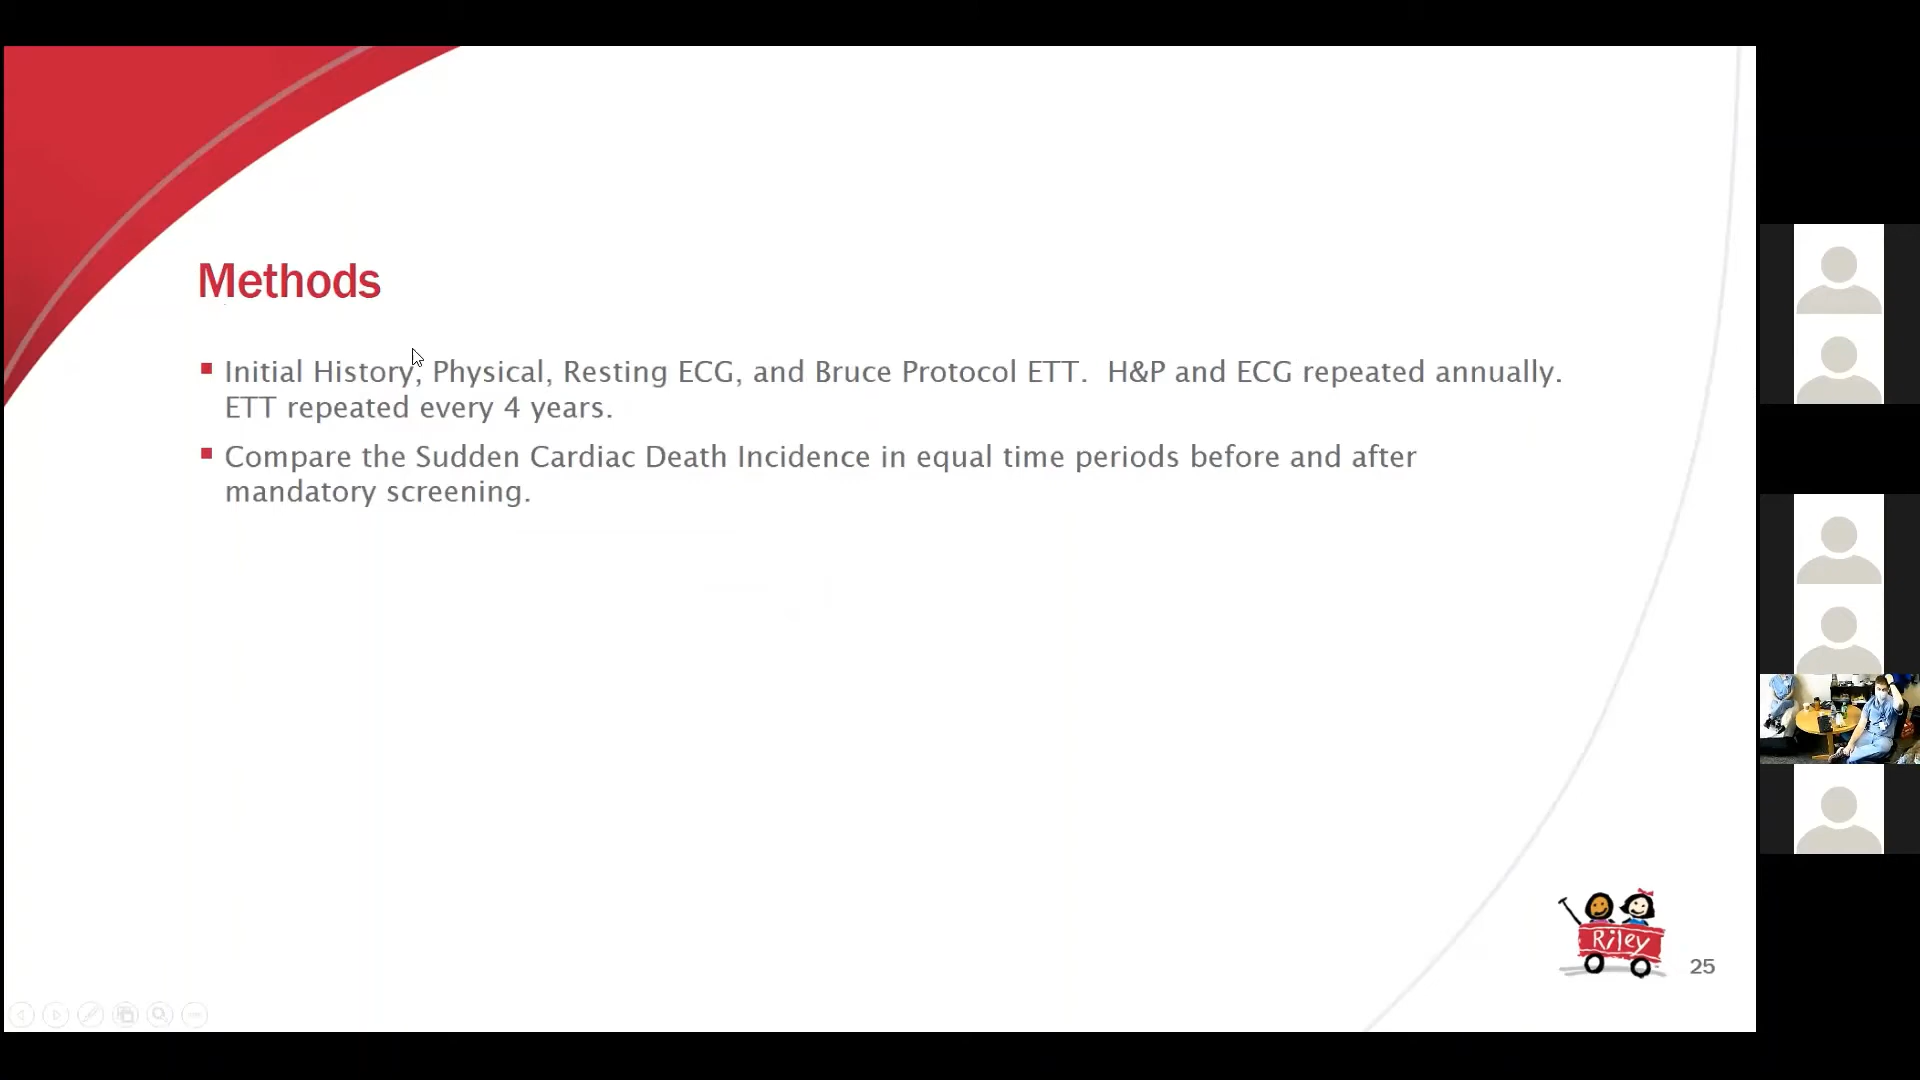 Methods
Initial History, Physical, Resting ECG, and Bruce Protocol ETT.  H&P and ECG repeated annually.
ETT repeated every 4 years.
Compare the Sudden Cardiac Death Incidence in equal time periods before and after
mandatory screening.
Riley
25